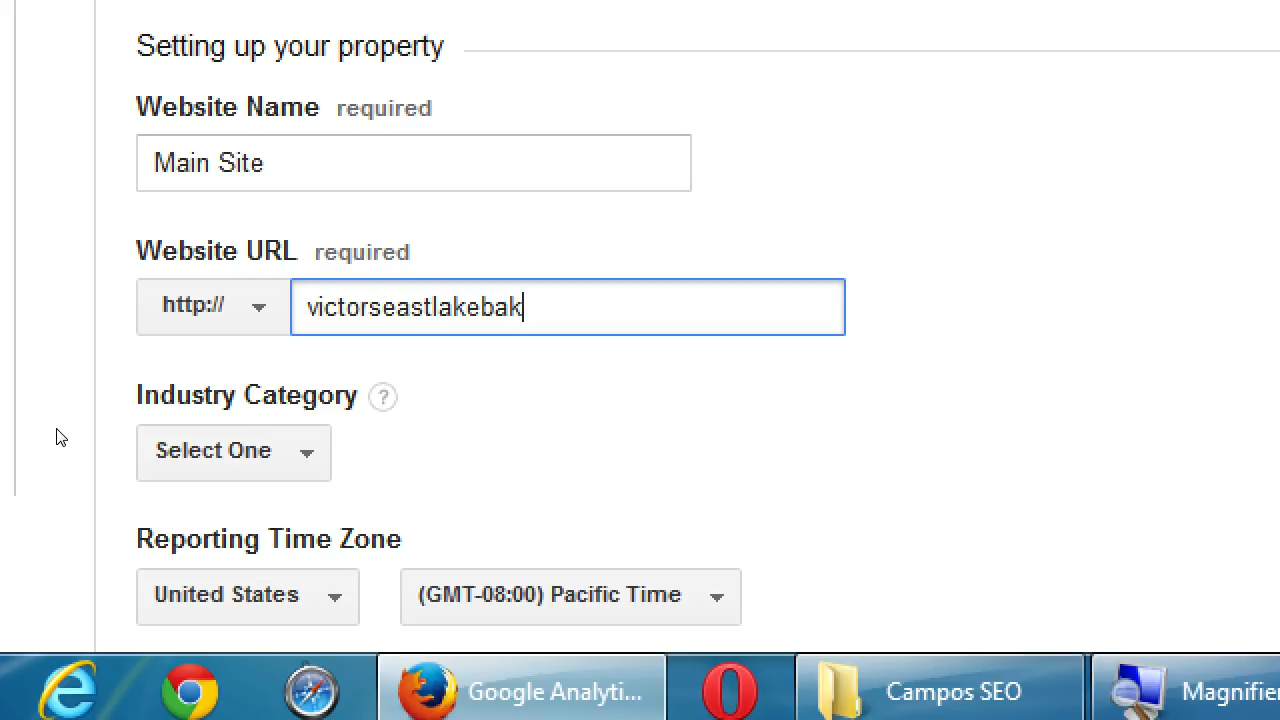 Setting up your property
Website Name required
Main Site
Website URL required
http:// victorseastlakebak
Industry Category ?
Select One
Reporting Time Zone
United States (GMT-08:00) Pacific Time
Google Analyti... Campos SEO Magnifie